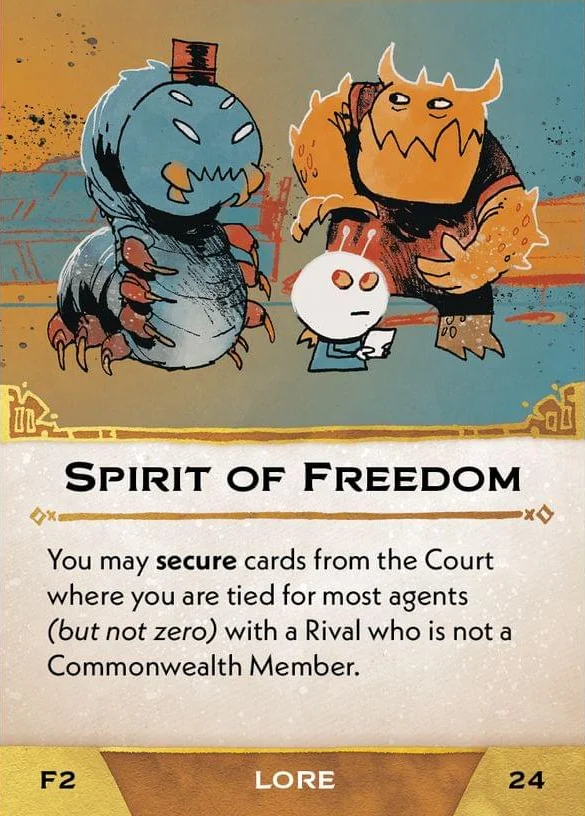 SPIRIT OF FREEDOM
You may secure cards from the Court
where you are tied for most agents
(but not zero) with a Rival who is not a
Commonwealth Member.
F2 LORE 24